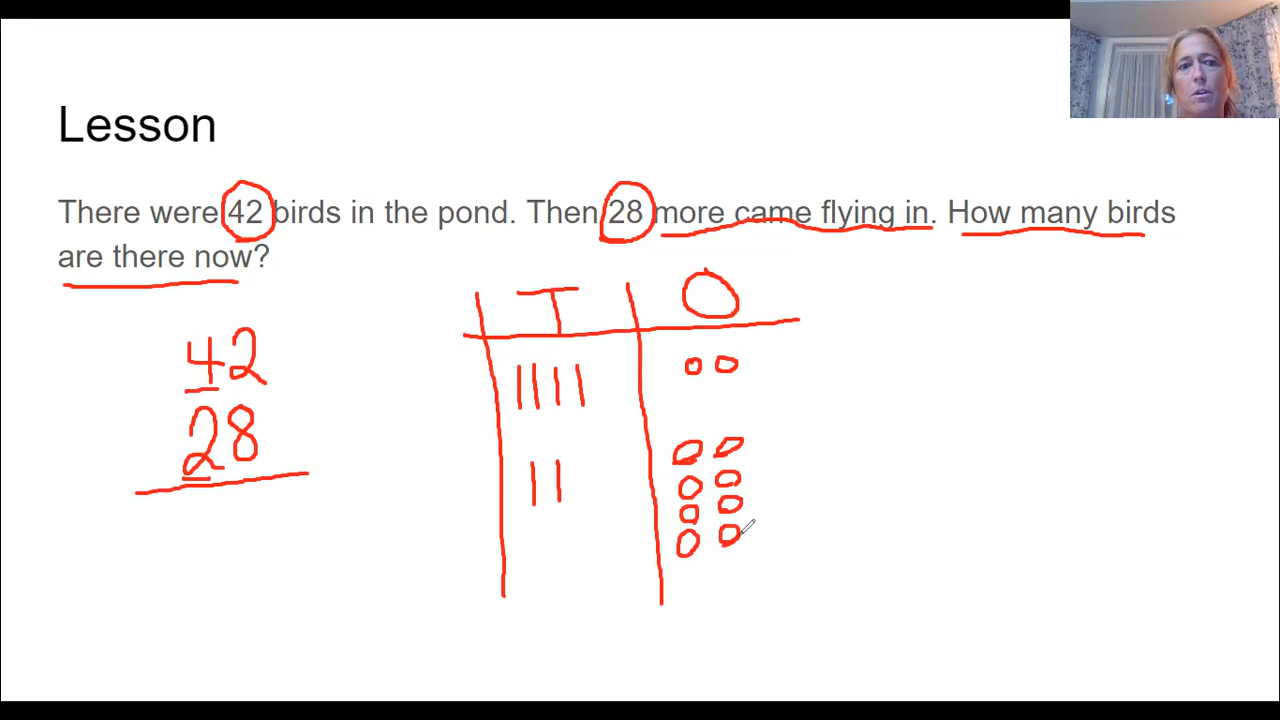 Lesson
There were 42 birds in the pond. Then 28 more came flying in. How many birds
are there now?
T O
42
28